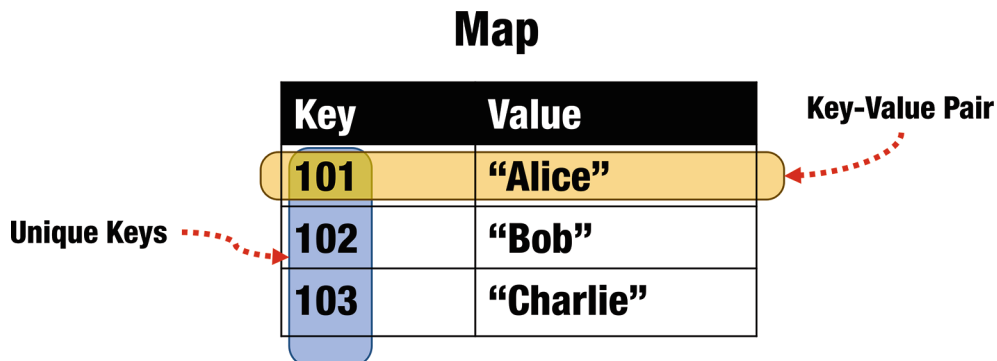 Map
Key Value
Key-Value Pair
101 “Alice”
Unique Keys
102 “Bob”
103 “Charlie”